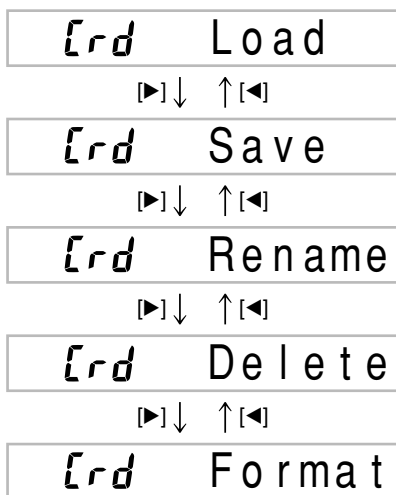 Crd Load
[►]↓ ↑[◄]
Crd Save
[►]↓ ↑[◄]
Crd Rename
[►]↓ ↑[◄]
Crd Delete
[►]↓ ↑[◄]
Crd Format